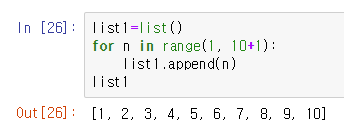 In [26]: list1=list()
for n in range(1, 10+1):
    list1.append(n)
list1
Out[26]: [1, 2, 3, 4, 5, 6, 7, 8, 9, 10]